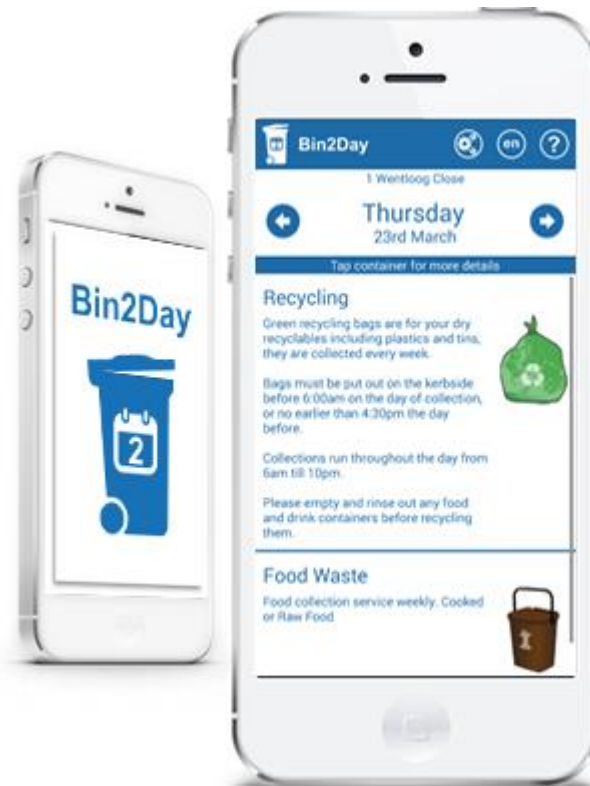 Bin2Day
2
Bin2Day
en
?
1 Wentloog Close
Thursday
23rd March
Tap container for more details
Recycling
Green recycling bags are for your dry
recyclables including plastics and tins,
they are collected every week.
Bags must be put out on the kerbside
before 6:00am on the day of collection,
or no earlier than 4:30pm the day
before.
Collections run throughout the day from
6am till 10pm.
Please empty and rinse out any food
and drink containers before recycling
them.
Food Waste
Food collection service weekly. Cooked
or Raw Food